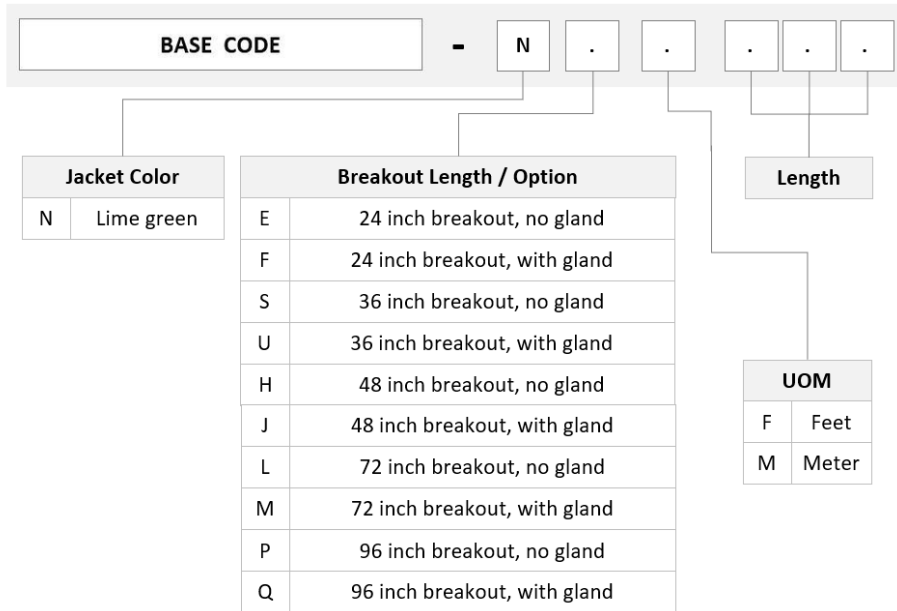 BASE CODE - N . . . . .
Jacket Color
N Lime green
Breakout Length / Option
E 24 inch breakout, no gland
F 24 inch breakout, with gland
S 36 inch breakout, no gland
U 36 inch breakout, with gland
H 48 inch breakout, no gland
J 48 inch breakout, with gland
L 72 inch breakout, no gland
M 72 inch breakout, with gland
P 96 inch breakout, no gland
Q 96 inch breakout, with gland
Length
UOM
F Feet
M Meter